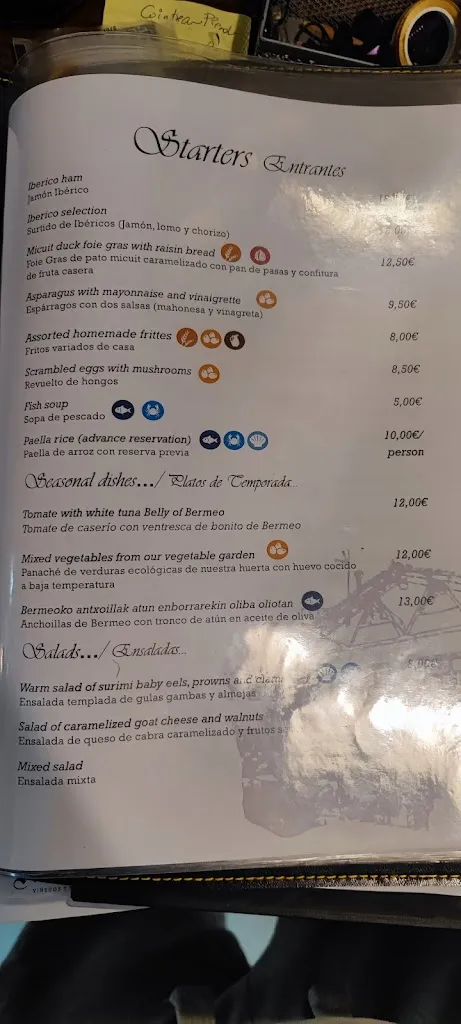 Starters Entrantes
Iberico ham
Jamón Ibérico
Iberico selection
Surtido de Ibéricos (Jamón, lomo y chorizo)
Micuit duck foie gras with raisin bread
Foie Gras de pato micuit caramelizado con pan de pasas y confitura
de fruta casera
12,50€
Asparagus with mayonnaise and vinaigrette
Espárragos con dos salsas (mahonesa y vinagreta)
9,50€
Assorted homemade frittes
Fritos variados de casa
8,00€
Scrambled eggs with mushrooms
Revuelto de hongos
8,50€
Fish soup
Sopa de pescado
5,00€
Paella rice (advance reservation)
Paella de arroz con reserva previa
10,00€/
person
Seasonal dishes.../ Platos de Temporada...
Tomate with white tuna Belly of Bermeo
Tomate de caserío con ventresca de bonito de Bermeo
12,00€
Mixed vegetables from our vegetable garden
Panaché de verduras ecológicas de nuestra huerta con huevo cocido
a baja temperatura
12,00€
Bermeoko antxoillak atun enborrarekin oliba oliotan
Anchoillas de Bermeo con tronco de atún en aceite de oliva
13,00€
Salads.../ Ensaladas...
Warm salad of surimi baby eels, prowns and clams
Ensalada templada de gulas gambas y almejas
Salad of caramelized goat cheese and walnuts
Ensalada de queso de cabra caramelizado y frutos
Mixed salad
Ensalada mixta